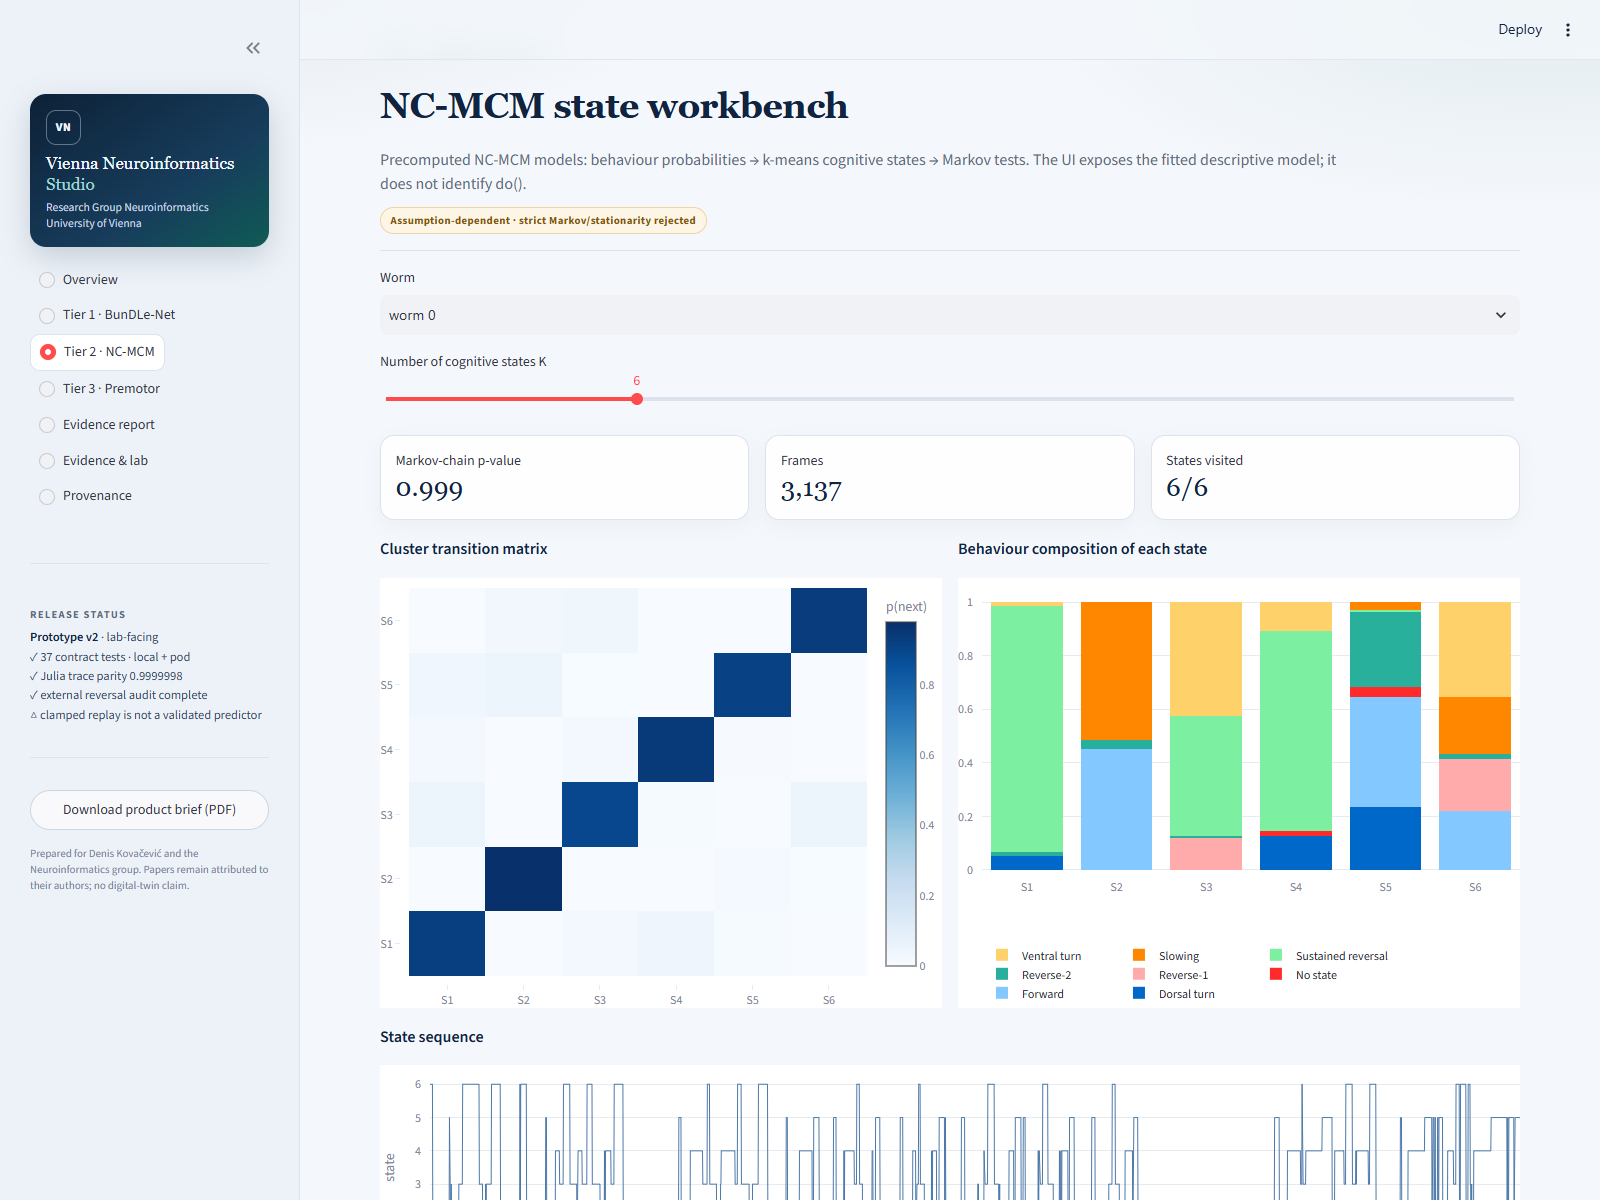 Deploy
VN
Vienna Neuroinformatics
Studio
Research Group Neuroinformatics
University of Vienna
Overview
Tier 1 · BunDLe-Net
Tier 2 · NC-MCM
Tier 3 · Premotor
Evidence report
Evidence & lab
Provenance
RELEASE STATUS
Prototype v2 · lab-facing
✓ 37 contract tests · local + pod
✓ Julia trace parity 0.9999998
✓ external reversal audit complete
△ clamped replay is not a validated predictor
Download product brief (PDF)
Prepared for Denis Kovačević and the
Neuroinformatics group. Papers remain attributed to
their authors; no digital-twin claim.
NC-MCM state workbench
Precomputed NC-MCM models: behaviour probabilities → k-means cognitive states → Markov tests. The UI exposes the fitted descriptive model; it
does not identify do().
Assumption-dependent · strict Markov/stationarity rejected
Worm
worm 0
Number of cognitive states K
6
Markov-chain p-value
0.999
Frames
3,137
States visited
6/6
Cluster transition matrix
S6
S5
S4
S3
S2
S1
S1 S2 S3 S4 S5 S6
p(next)
0.8
0.6
0.4
0.2
0
Behaviour composition of each state
1
0.8
0.6
0.4
0.2
0
S1 S2 S3 S4 S5 S6
Ventral turn Slowing Sustained reversal
Reverse-2 Reverse-1 No state
Forward Dorsal turn
State sequence
6
5
4
3
state